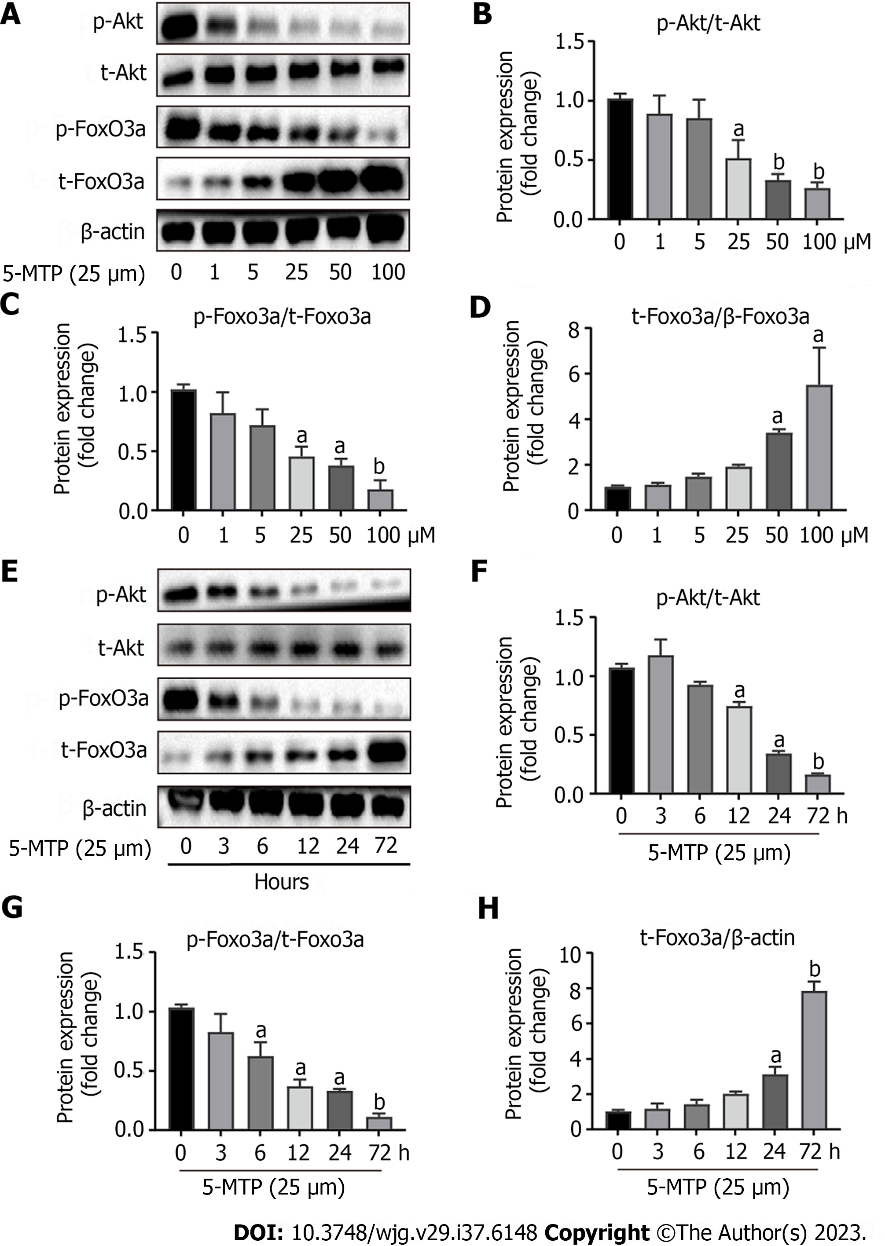 A
p-Akt
t-Akt
p-FoxO3a
t-FoxO3a
β-actin
5-MTP (25 μm) 0 1 5 25 50 100
B
p-Akt/t-Akt
Protein expression
(fold change)
1.5
1.0
0.5
0.0
a
b
b
0 1 5 25 50 100 μM
C
p-Foxo3a/t-Foxo3a
Protein expression
(fold change)
1.5
1.0
0.5
0.0
a
a
b
0 1 5 25 50 100 μM
D
t-Foxo3a/β-Foxo3a
Protein expression
(fold change)
8
6
4
2
0
a
a
0 1 5 25 50 100 μM
E
p-Akt
t-Akt
p-FoxO3a
t-FoxO3a
β-actin
5-MTP (25 μm) 0 3 6 12 24 72
Hours
F
p-Akt/t-Akt
Protein expression
(fold change)
1.5
1.0
0.5
0.0
a
a
b
0 3 6 12 24 72 h
5-MTP (25 μm)
G
p-Foxo3a/t-Foxo3a
Protein expression
(fold change)
1.5
1.0
0.5
0.0
a
a
a
b
0 3 6 12 24 72 h
5-MTP (25 μm)
H
t-Foxo3a/β-actin
Protein expression
(fold change)
10
8
6
4
2
0
a
b
0 3 6 12 24 72 h
5-MTP (25 μm)
DOI: 10.3748/wjg.v29.i37.6148 Copyright ©The Author(s) 2023.